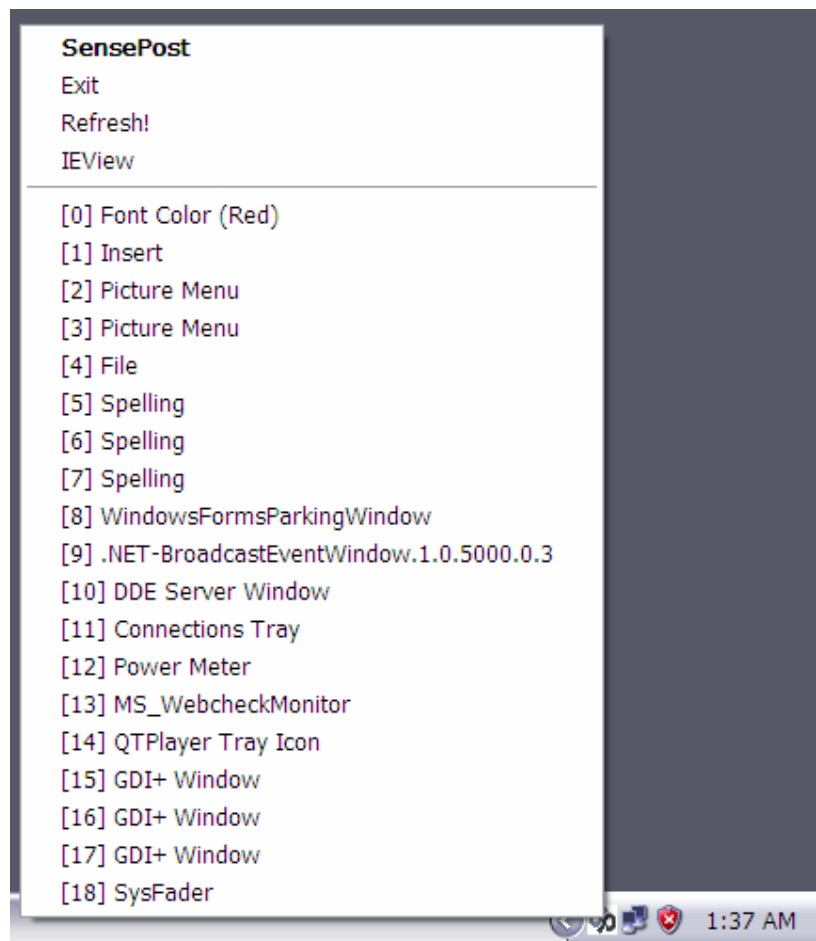 SensePost
Exit
Refresh!
IEView
[0] Font Color (Red)
[1] Insert
[2] Picture Menu
[3] Picture Menu
[4] File
[5] Spelling
[6] Spelling
[7] Spelling
[8] WindowsFormsParkingWindow
[9] .NET-BroadcastEventWindow.1.0.5000.0.3
[10] DDE Server Window
[11] Connections Tray
[12] Power Meter
[13] MS_WebcheckMonitor
[14] QTPlayer Tray Icon
[15] GDI+ Window
[16] GDI+ Window
[17] GDI+ Window
[18] SysFader
1:37 AM